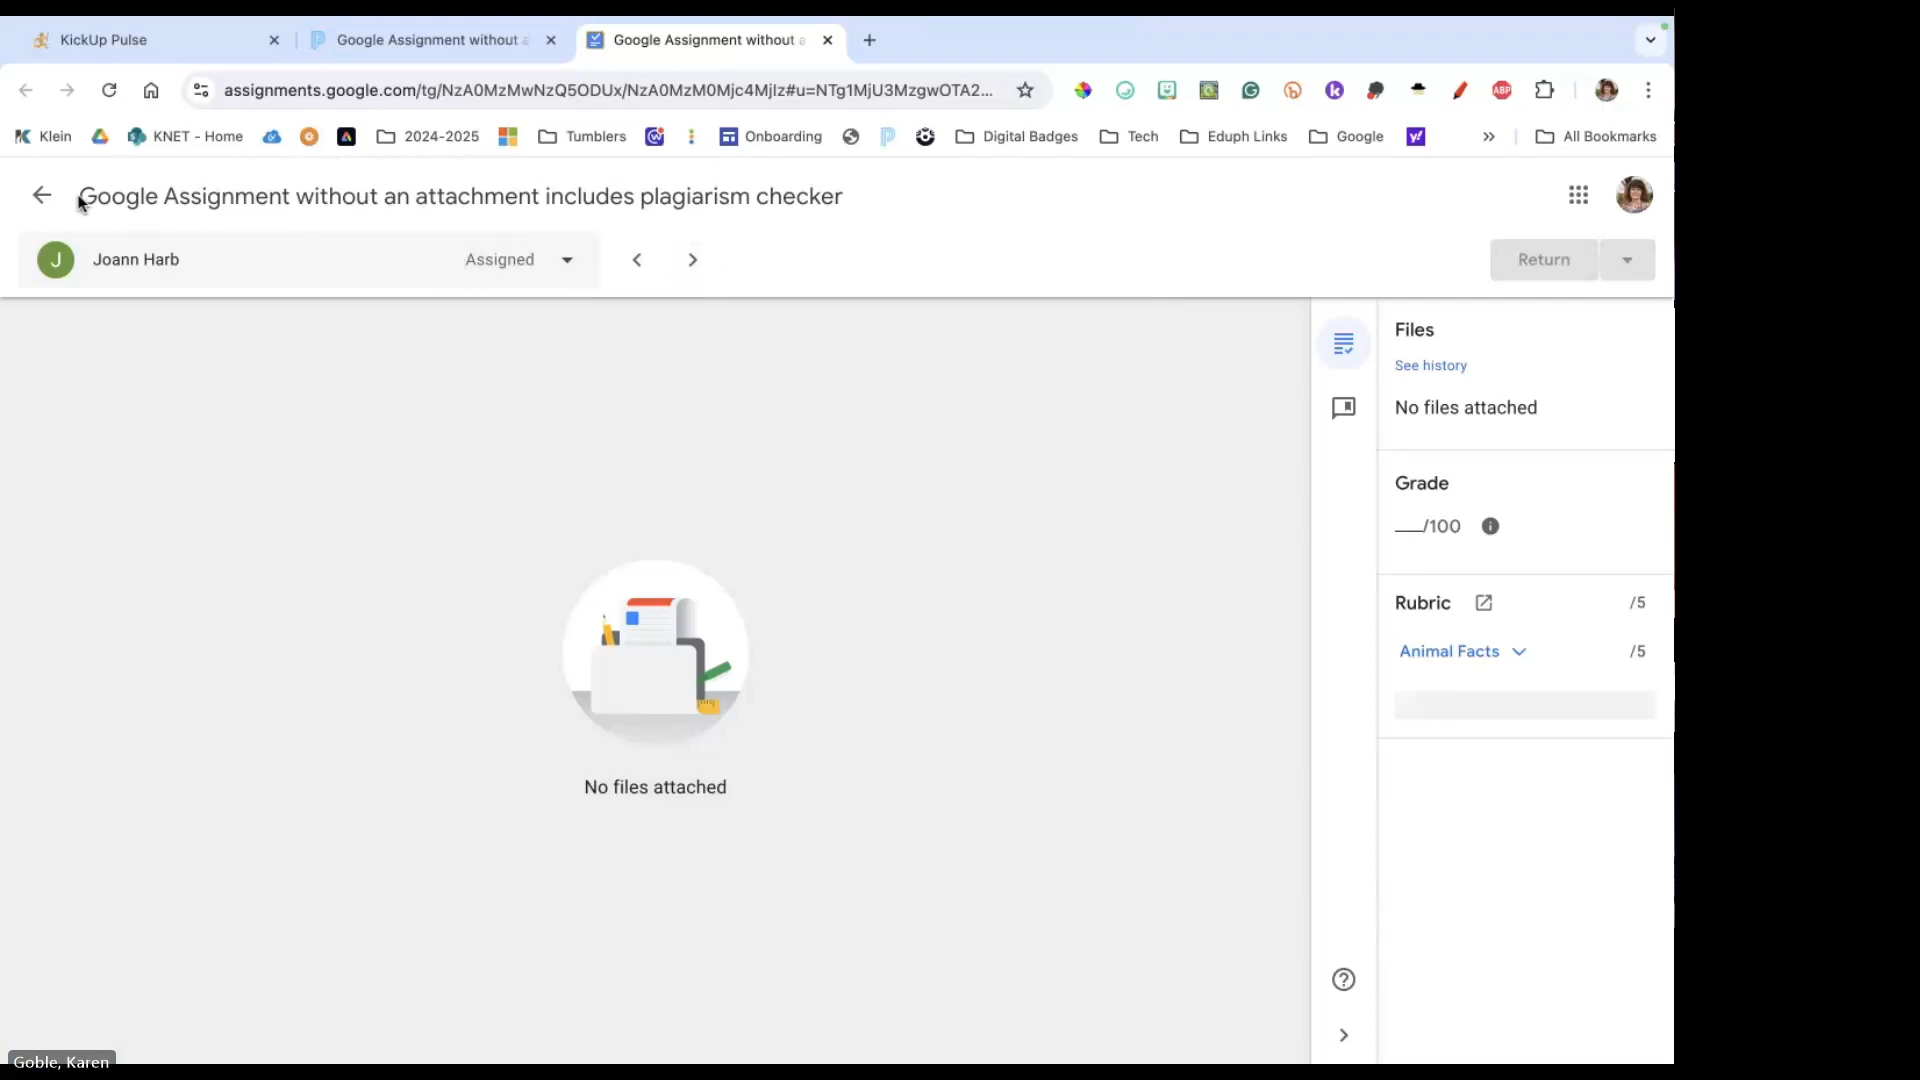 KickUp Pulse
Google Assignment without a
Google Assignment without a
assignments.google.com/tg/NzA0MzMwNzQ5ODUx/NzA0MzM0Mjc4MjIz#u=NTg1MjU3MzgwOTA2...
ABP
Klein
KNET - Home
2024-2025
Tumblers
Onboarding
Digital Badges
Tech
Eduph Links
Google
y!
All Bookmarks
Google Assignment without an attachment includes plagiarism checker
J
Joann Harb
Assigned
Return
Files
See history
No files attached
Grade
___/100
Rubric
/5
Animal Facts
/5
No files attached
Goble, Karen